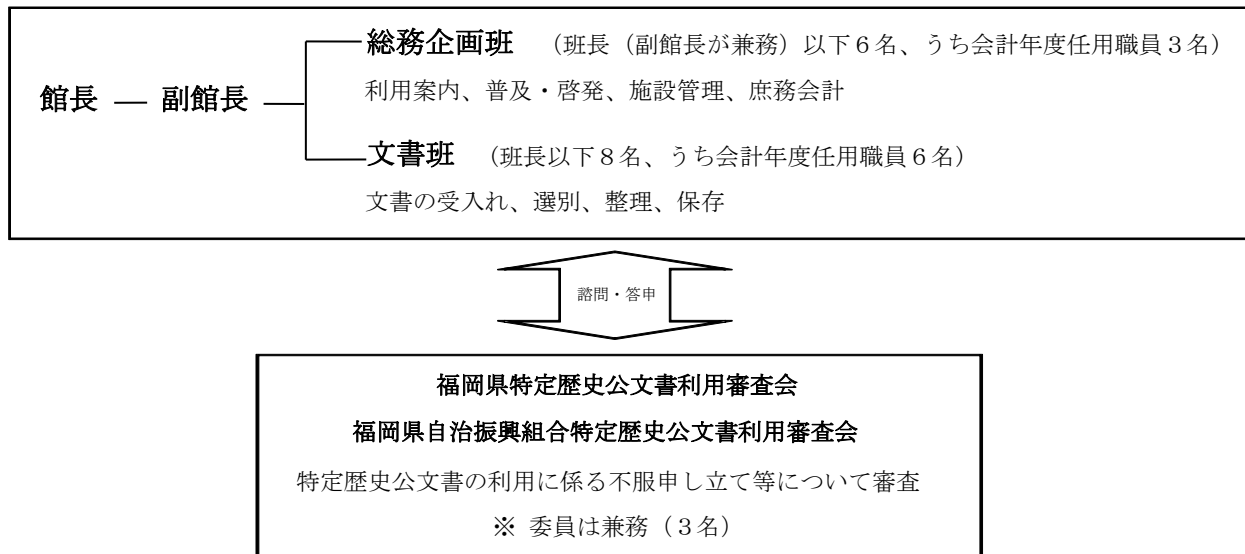 総務企画班 (班長(副館長が兼務)以下6名、うち会計年度任用職員3名)
利用案内、普及・啓発、施設管理、庶務会計
館長 ― 副館長
文書班 (班長以下8名、うち会計年度任用職員6名)
文書の受入れ、選別、整理、保存
諮問・答申
福岡県特定歴史公文書利用審査会
福岡県自治振興組合特定歴史公文書利用審査会
特定歴史公文書の利用に係る不服申し立て等について審査
※ 委員は兼務(3名)